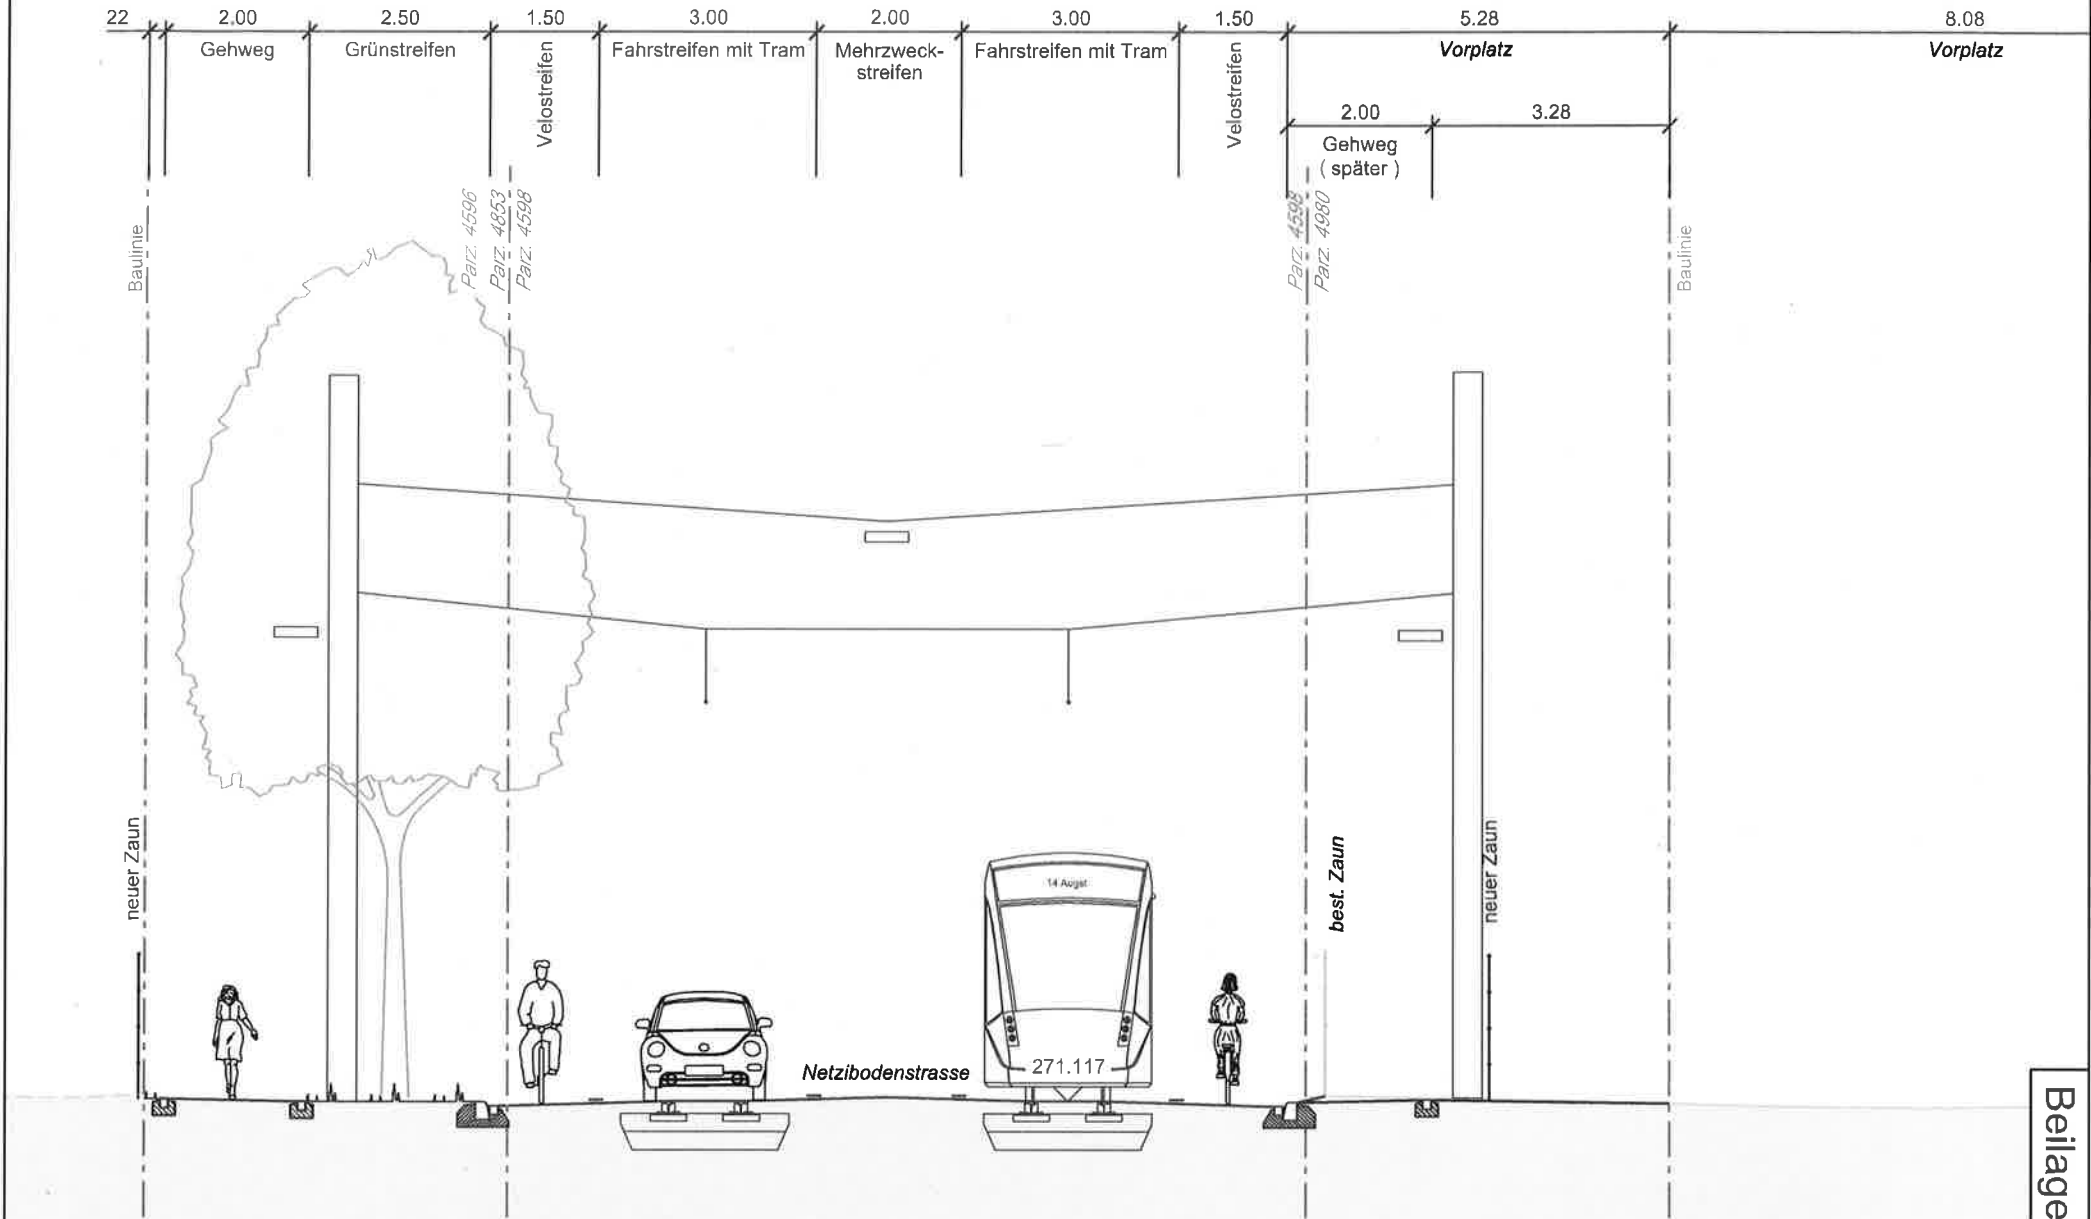 22 2.00 2.50 1.50 3.00 2.00 3.00 1.50 5.28 8.08
Gehweg Grünstreifen Velostreifen Fahrstreifen mit Tram Mehrzweck-
streifen Fahrstreifen mit Tram Velostreifen Vorplatz Vorplatz
2.00 3.28
Gehweg
( später )
Baulinie
Parz. 4596
Parz. 4853
Parz. 4598
Parz. 4598
Parz. 4980
Baulinie
neuer Zaun
best. Zaun
neuer Zaun
14 Augst
271.117
Netzibodenstrasse
Beilage